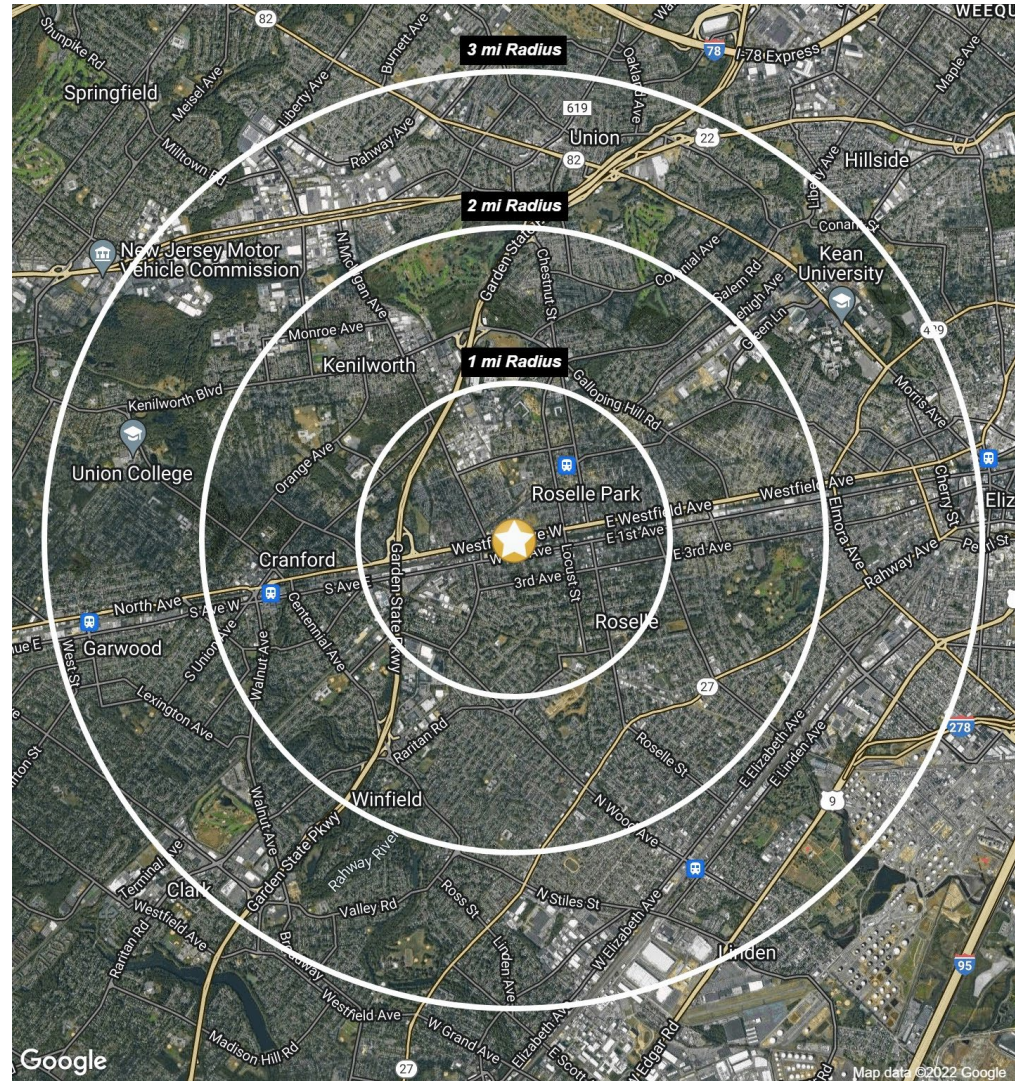 82
WEEQU
Shunpike Rd
Burnett Ave
3 mi Radius
78
I-78 Express
Maple Ave
Oakland Ave
Springfield
Meisel Ave
Liberty Ave
619
Union
22
Rahway Ave
82
Hillside
Milltown Rd
Liberty Ave
2 mi Radius
Conant St
New Jersey Motor
Vehicle Commission
N Michigan Ave
Garden State
Chestnut St
Colonial Ave
Kean
University
Salem Rd
Lehigh Ave
Green Ln
Monroe Ave
439
Kenilworth
1 mi Radius
Kenilworth Blvd
Galloping Hill Rd
Morris Ave
Union College
Orange Ave
Roselle Park
Westfield Ave
Cherry St
Eliz
E Westfield Ave
Elmora Ave
E 1st Ave
Pearl St
Cranford
E 3rd Ave
Rahway Ave
3rd Ave
Locust St
S Ave E
Garden State Pkwy
North Ave
S Ave W
Centennial Ave
Roselle
nue E
Garwood
West St
S Union Ave
Walnut Ave
27
Lexington Ave
278
Raritan Rd
Roselle St
E Elizabeth Ave
E Linden Ave
Winfield
N Wood Ave
9
Walnut Ave
Garden State Pkwy
Rahway River
Terminal Ave
Clark
Ross St
N Stiles St
Valley Rd
Westfield Ave
W Elizabeth Ave
Linden
Raritan Rd
Broadway
Linden Ave
95
Westfield Ave
W Grand Ave
Elizabeth Ave
W Edgar Rd
Madison Hill Rd
E Scott
Rd
27
Google
Map data ©2022 Google